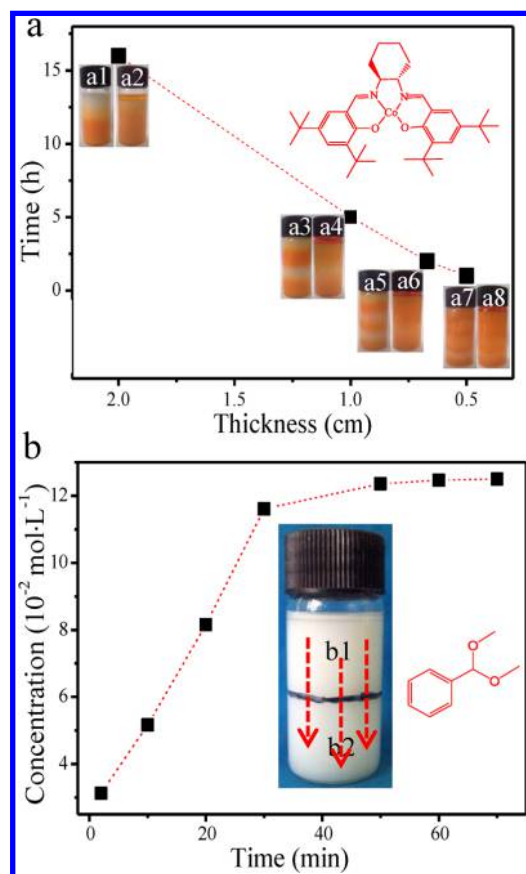 a
15
10
5
0
Time (h)
a1 a2
a3 a4
a5 a6
a7 a8
N N
Co
O O
2.0 1.5 1.0 0.5
Thickness (cm)
b
12
10
8
6
4
Concentration (10⁻² mol·L⁻¹)
b1
b2
O
O
0 20 40 60
Time (min)